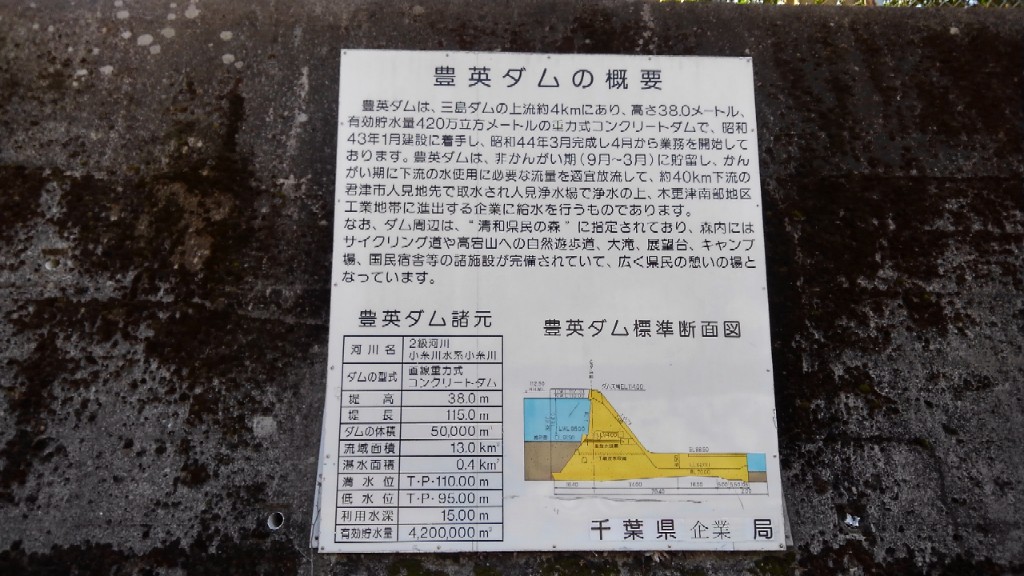 豊英ダムの概要
豊英ダムは、三島ダムの上流約4kmにあり、高さ38.0メートル、
有効貯水量420万立方メートルの重力式コンクリートダムで、昭和
43年1月建設に着手し、昭和44年3月完成し4月から業務を開始して
おります。豊英ダムは、非かんがい期(9月~3月)に貯留し、かん
がい期に下流の水使用に必要な流量を適宜放流して、約40km下流の
君津市人見地先で取水され人見浄水場で浄水の上、木更津南部地区
工業地帯に進出する企業に給水を行うものであります。
なお、ダム周辺は、“清和県民の森”に指定されており、森内には
サイクリング道や高宕山への自然遊歩道、大滝、展望台、キャンプ
場、国民宿舎等の諸施設が完備されていて、広く県民の憩いの場と
なっています。
豊英ダム諸元
河川名 2級河川
小糸川水系小糸川
ダムの型式 直線重力式
コンクリートダム
堤高 38.0m
堤長 115.0m
ダムの体積 50,000m³
流域面積 13.0km²
湛水面積 0.4km²
満水位 T・P・110.00m
低水位 T・P・95.00m
利用水深 15.00m
有効貯水量 4,200,000m³
豊英ダム標準断面図
千葉県企業局